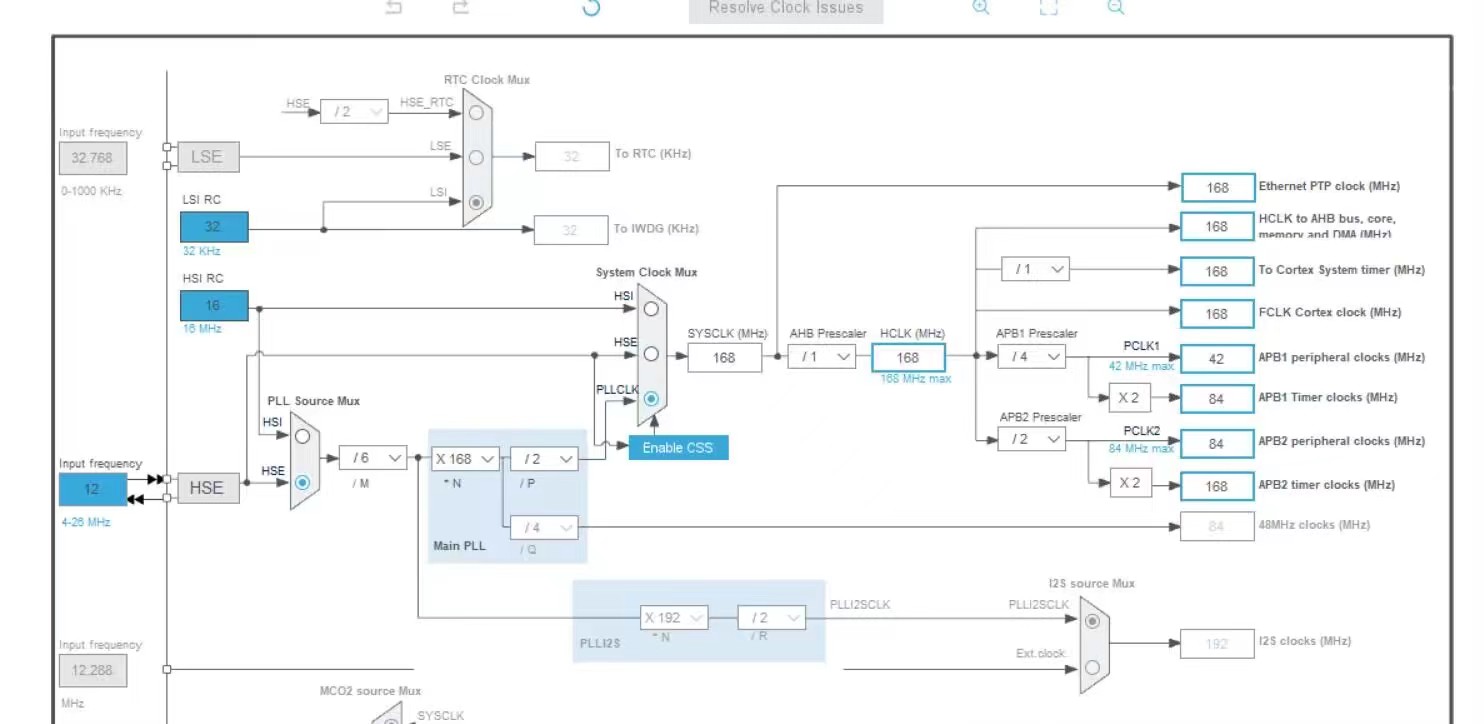 Resolve Clock Issues
RTC Clock Mux
HSE
/ 2
HSE_RTC
Input frequency
32.768
LSE
LSE
32
To RTC (KHz)
0-1000 KHz
LSI RC
LSI
32
32 KHz
32
To IWDG (KHz)
168
Ethernet PTP clock (MHz)
168
HCLK to AHB bus, core,
memory and DMA (MHz)
/ 1
168
To Cortex System timer (MHz)
HSI RC
16
16 MHz
System Clock Mux
HSI
168
FCLK Cortex clock (MHz)
HSE
SYSCLK (MHz)
AHB Prescaler
HCLK (MHz)
APB1 Prescaler
168
/ 1
168
168 MHz max
/ 4
PCLK1
42 MHz max
42
APB1 peripheral clocks (MHz)
PLLCLK
X 2
84
APB1 Timer clocks (MHz)
PLL Source Mux
HSI
APB2 Prescaler
/ 2
PCLK2
84 MHz max
84
APB2 peripheral clocks (MHz)
Enable CSS
X 2
168
APB2 timer clocks (MHz)
Input frequency
12
4-26 MHz
HSE
HSE
/ 6
/ M
X 168
* N
/ 2
/ P
/ 4
/ Q
Main PLL
84
48MHz clocks (MHz)
I2S source Mux
X 192
* N
/ 2
/ R
PLLI2S
PLLI2SCLK
PLLI2SCLK
192
I2S clocks (MHz)
Ext.clock
Input frequency
12.288
MHz
MCO2 source Mux
SYSCLK